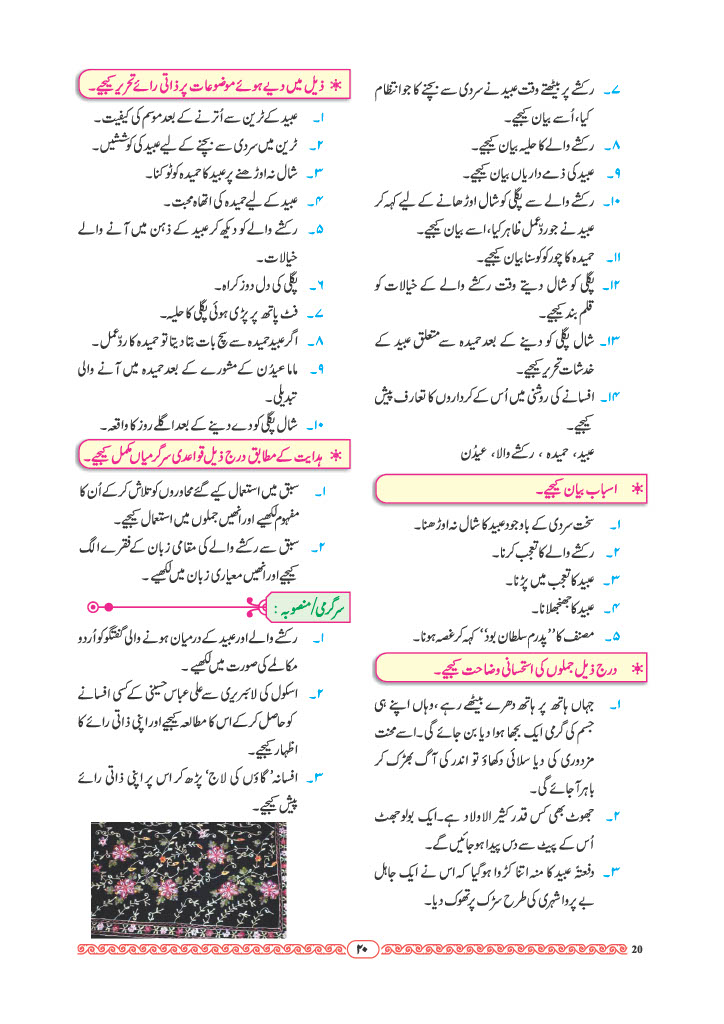 ۷۔ رکشے پر بیٹھتے وقت عبید نے سردی سے بچنے کا جو انتظام
کیا، اُسے بیان کیجیے۔
۸۔ رکشے والے کا حلیہ بیان کیجیے۔
۹۔ عبید کی ذمے داریاں بیان کیجیے۔
۱۰۔ رکشے والے سے پگلی کو شال اوڑھانے کے لیے کہہ کر
عبید نے جو ردِّعمل ظاہر کیا، اسے بیان کیجیے۔
۱۱۔ حمیدہ کا چور کو کوسنا بیان کیجیے۔
۱۲۔ پگلی کو شال دیتے وقت رکشے والے کے خیالات کو
قلم بند کیجیے۔
۱۳۔ شال پگلی کو دینے کے بعد حمیدہ سے متعلق عبید کے
خدشات تحریر کیجیے۔
۱۴۔ افسانے کی روشنی میں اُس کے کرداروں کا تعارف پیش
کیجیے۔
عبید، حمیدہ ، رکشے والا، عیدُن
* اسباب بیان کیجیے۔
۱۔ سخت سردی کے باوجود عبید کا شال نہ اوڑھنا۔
۲۔ رکشے والے کا تعجب کرنا۔
۳۔ عبید کا تعجب میں پڑنا۔
۴۔ عبید کا جھنجھلانا۔
۵۔ مصنف کا ”پدرم سلطان بود“ کہہ کر غصہ ہونا۔
* درج ذیل جملوں کی استحسانی وضاحت کیجیے۔
۱۔ جہاں ہاتھ پر ہاتھ دھرے بیٹھے رہے، وہاں اپنے ہی
جسم کی گرمی ایک بجھا ہوا دیا بن جائے گی۔ اسے محنت
مزدوری کی دیا سلائی دکھاؤ تو اندر کی آگ بھڑک کر
باہر آجائے گی۔
۲۔ جھوٹ بھی کس قدر کثیر الاولاد ہے۔ ایک بولو جھٹ
اُس کے پیٹ سے دس پیدا ہو جائیں گے۔
۳۔ دفعتہً عبید کا منہ اتنا کڑوا ہوگیا کہ اس نے ایک جاہل
بے پروا شہری کی طرح سڑک پر تھوک دیا۔
* ذیل میں دیے ہوئے موضوعات پر ذاتی رائے تحریر کیجیے۔
۱۔ عبید کے ٹرین سے اُترنے کے بعد موسم کی کیفیت۔
۲۔ ٹرین میں سردی سے بچنے کے لیے عبید کی کوششیں۔
۳۔ شال نہ اوڑھنے پر عبید کا حمیدہ کو ٹوکنا۔
۴۔ عبید کے لیے حمیدہ کی اتھاہ محبت۔
۵۔ رکشے والے کو دیکھ کر عبید کے ذہن میں آنے والے
خیالات۔
۶۔ پگلی کی دل دوز کراہ۔
۷۔ فٹ پاتھ پر پڑی ہوئی پگلی کا حلیہ۔
۸۔ اگر عبید حمیدہ سے سچ بات بتا دیتا تو حمیدہ کا ردِّعمل۔
۹۔ ماما عیدُن کے مشورے کے بعد حمیدہ میں آنے والی
تبدیلی۔
۱۰۔ شال پگلی کو دے دینے کے بعد اگلے روز کا واقعہ۔
* ہدایت کے مطابق درج ذیل قواعدی سرگرمیاں مکمل کیجیے۔
۱۔ سبق میں استعمال کیے گئے محاوروں کو تلاش کرکے اُن کا
مفہوم لکھیے اور انھیں جملوں میں استعمال کیجیے۔
۲۔ سبق سے رکشے والے کی مقامی زبان کے فقرے الگ
کیجیے اور انھیں معیاری زبان میں لکھیے۔
سرگرمی/منصوبہ :
۱۔ رکشے والے اور عبید کے درمیان ہونے والی گفتگو کو اُردو
مکالمے کی صورت میں لکھیے۔
۲۔ اسکول کی لائبریری سے علی عباس حسینی کے کسی افسانے
کو حاصل کرکے اس کا مطالعہ کیجیے اور اپنی ذاتی رائے کا
اظہار کیجیے۔
۳۔ افسانہ ’گاؤں کی لاج‘ پڑھ کر اس پر اپنی ذاتی رائے
پیش کیجیے۔
۲۰
20